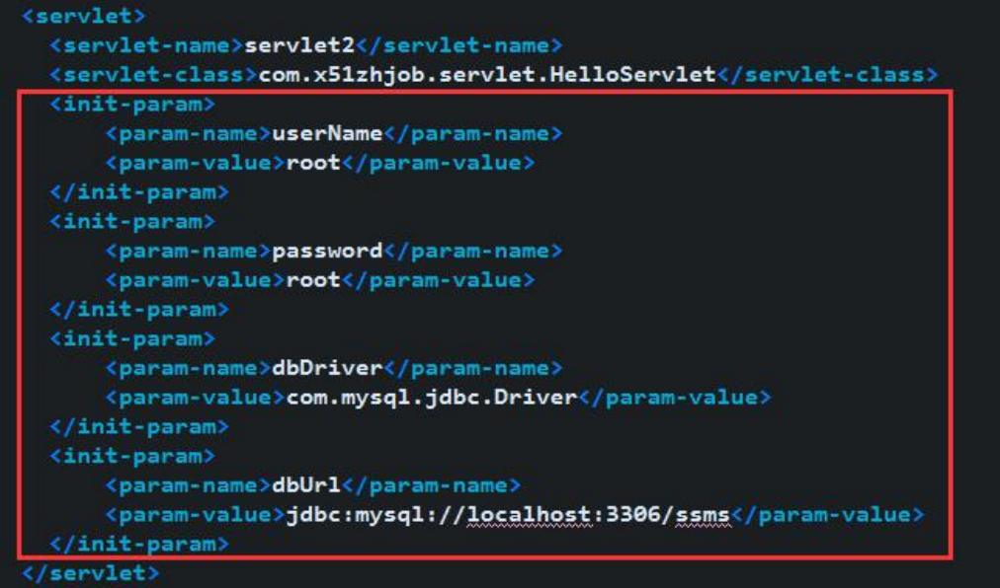 <servlet>
<servlet-name>servlet2</servlet-name>
<servlet-class>com.x51zhjob.servlet.HelloServlet</servlet-class>
<init-param>
<param-name>userName</param-name>
<param-value>root</param-value>
</init-param>
<init-param>
<param-name>password</param-name>
<param-value>root</param-value>
</init-param>
<init-param>
<param-name>dbDriver</param-name>
<param-value>com.mysql.jdbc.Driver</param-value>
</init-param>
<init-param>
<param-name>dbUrl</param-name>
<param-value>jdbc:mysql://localhost:3306/ssms</param-value>
</init-param>
</servlet>